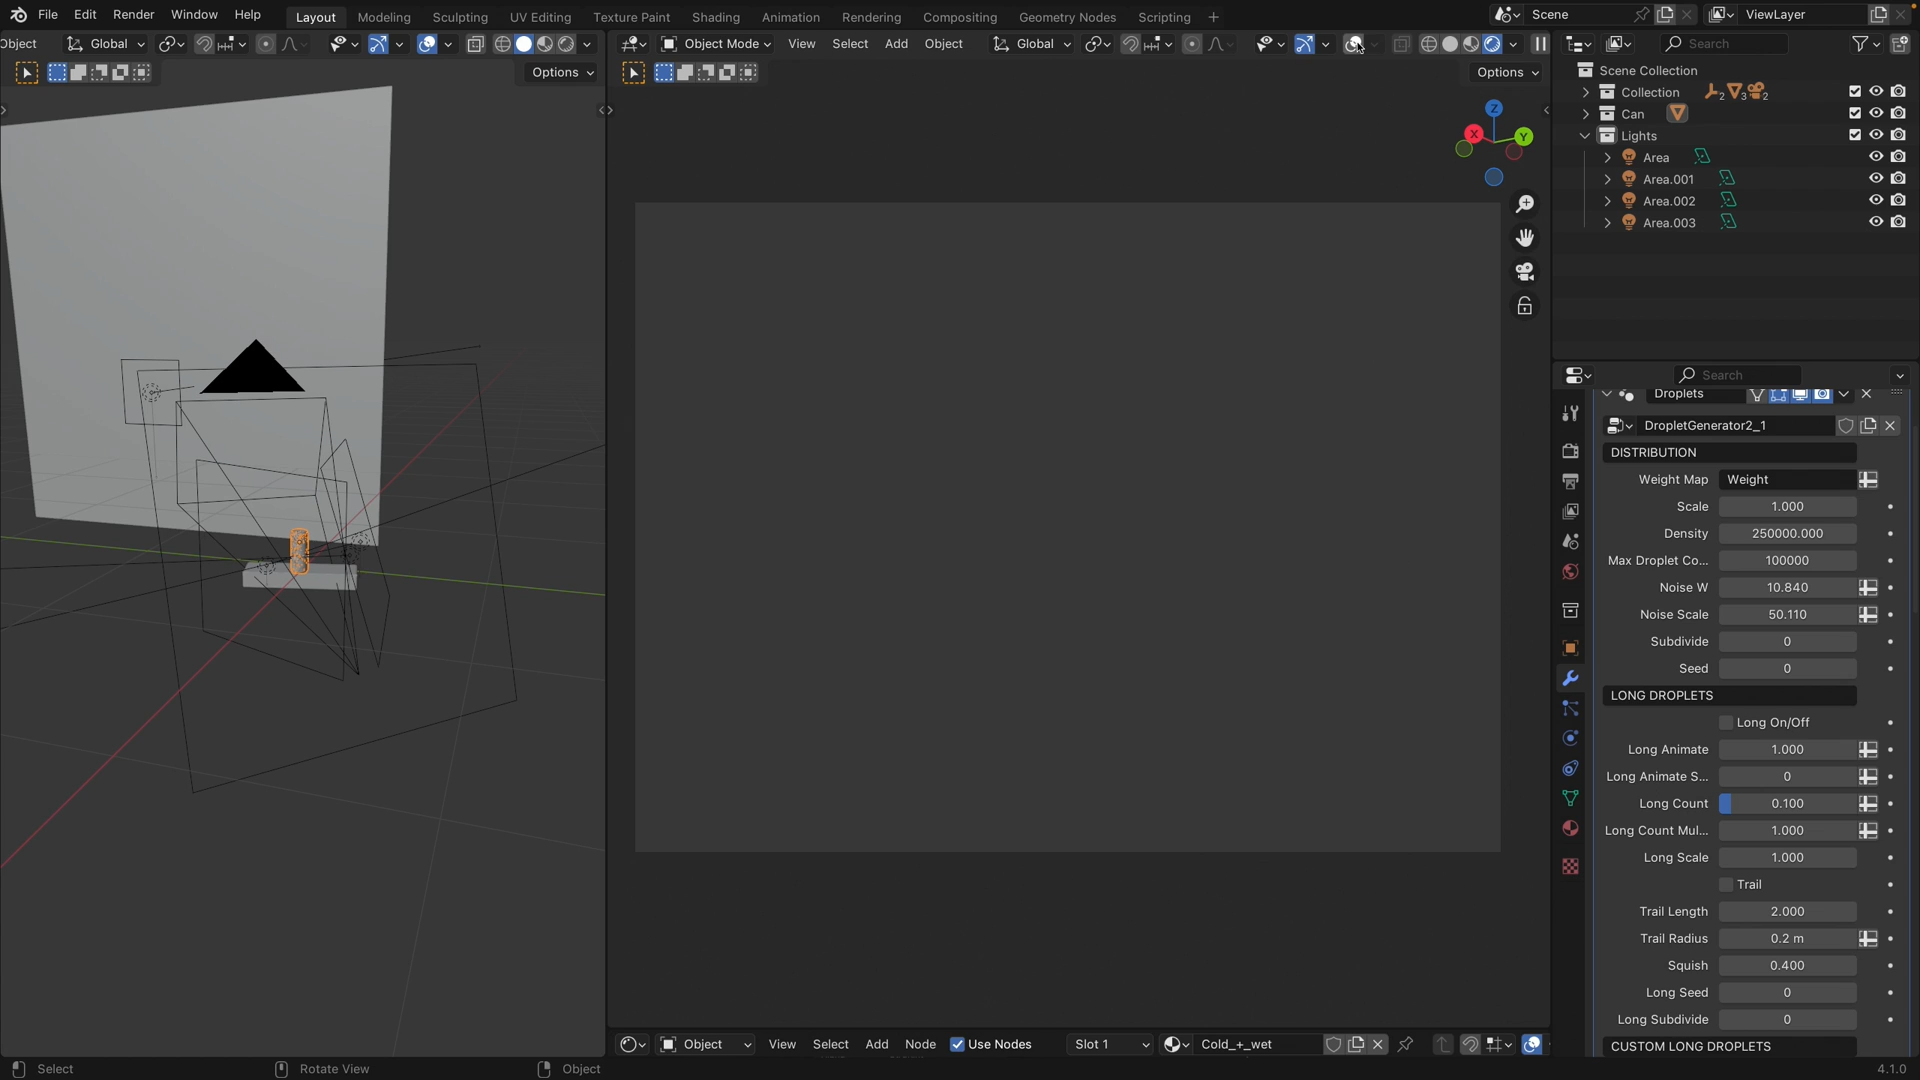 File Edit Render Window Help
Layout Modeling Sculpting UV Editing Texture Paint Shading Animation Rendering Compositing Geometry Nodes Scripting +
Scene
ViewLayer
Object Global
Object Mode View Select Add Object Global
Search
Options
Options
Z
X
Y
Scene Collection
Collection 2 3 2
Can
Lights
Area
Area.001
Area.002
Area.003
Search
Droplets
DropletGenerator2_1
DISTRIBUTION
Weight Map Weight
Scale 1.000
Density 250000.000
Max Droplet Co... 100000
Noise W 10.840
Noise Scale 50.110
Subdivide 0
Seed 0
LONG DROPLETS
Long On/Off
Long Animate 1.000
Long Animate S... 0
Long Count 0.100
Long Count Mul... 1.000
Long Scale 1.000
Trail
Trail Length 2.000
Trail Radius 0.2 m
Squish 0.400
Long Seed 0
Long Subdivide 0
CUSTOM LONG DROPLETS
Object View Select Add Node Use Nodes Slot 1 Cold_+_wet
Select Rotate View Object 4.1.0